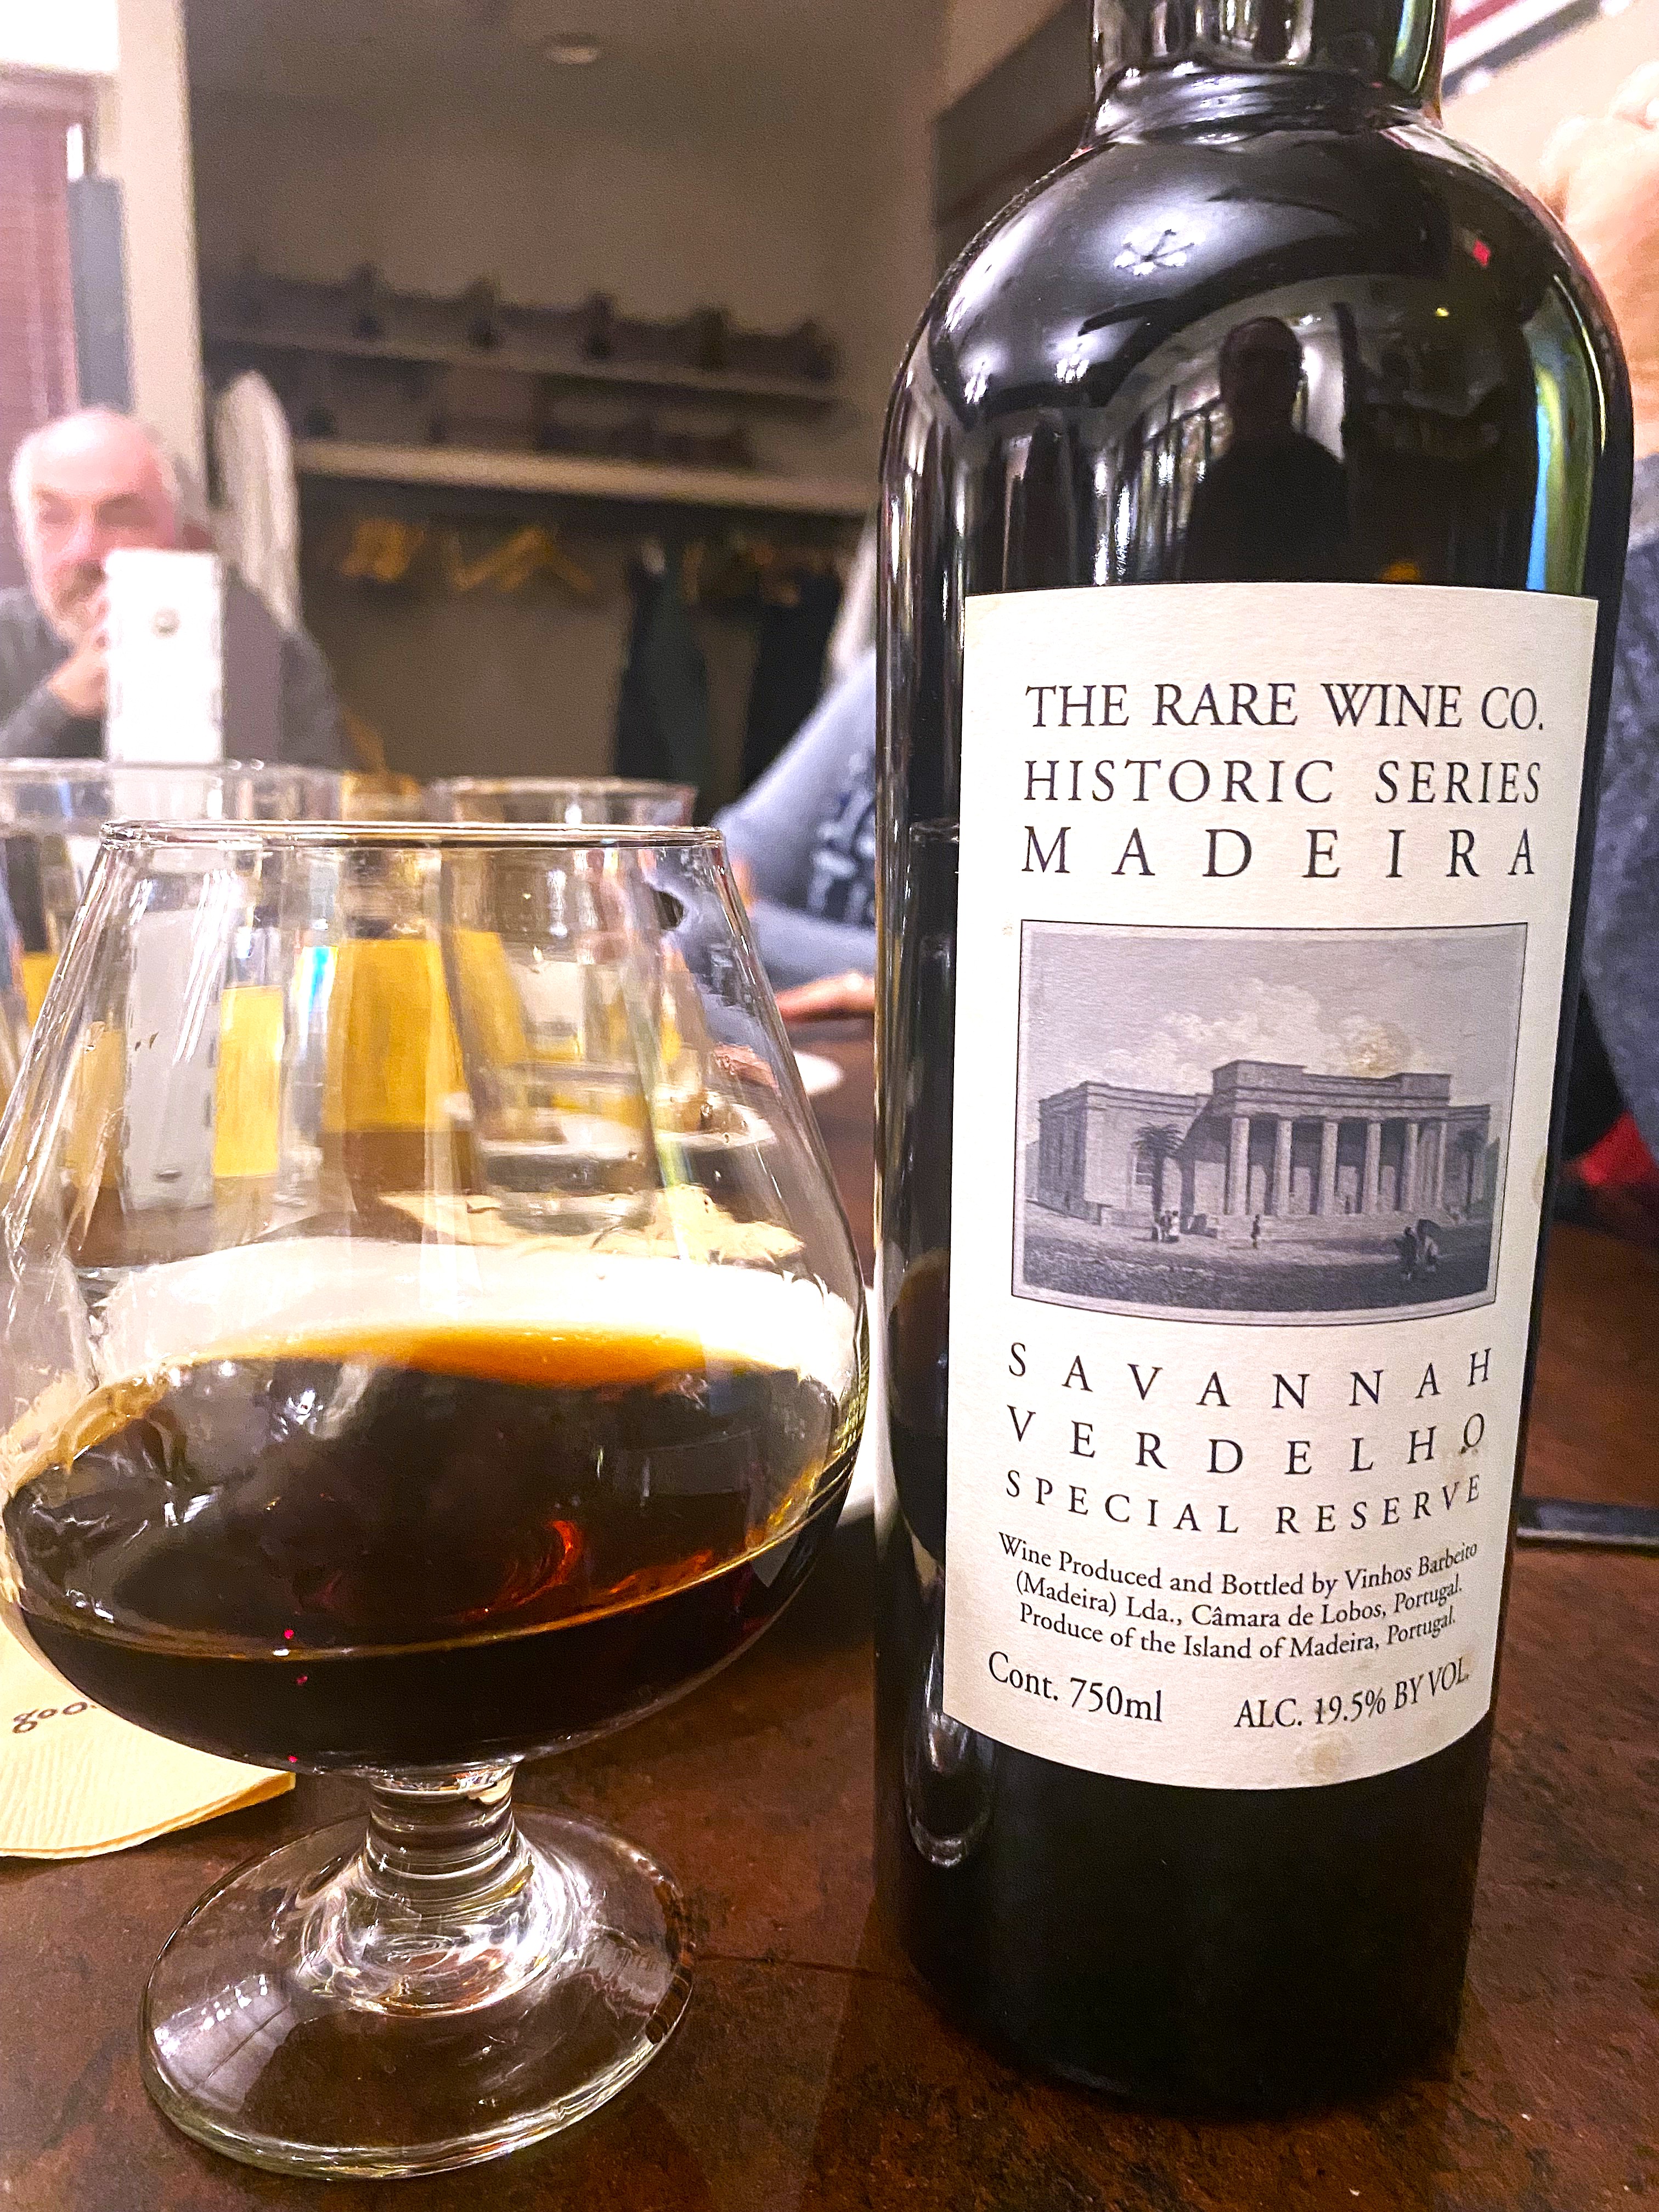 THE RARE WINE CO.
HISTORIC SERIES
MADEIRA
SAVANNAH
VERDELHO
SPECIAL RESERVE
Wine Produced and Bottled by Vinhos Barbeito
(Madeira) Lda., Câmara de Lobos, Portugal.
Produce of the Island of Madeira, Portugal.
Cont. 750ml ALC. 19.5% BY VOL.